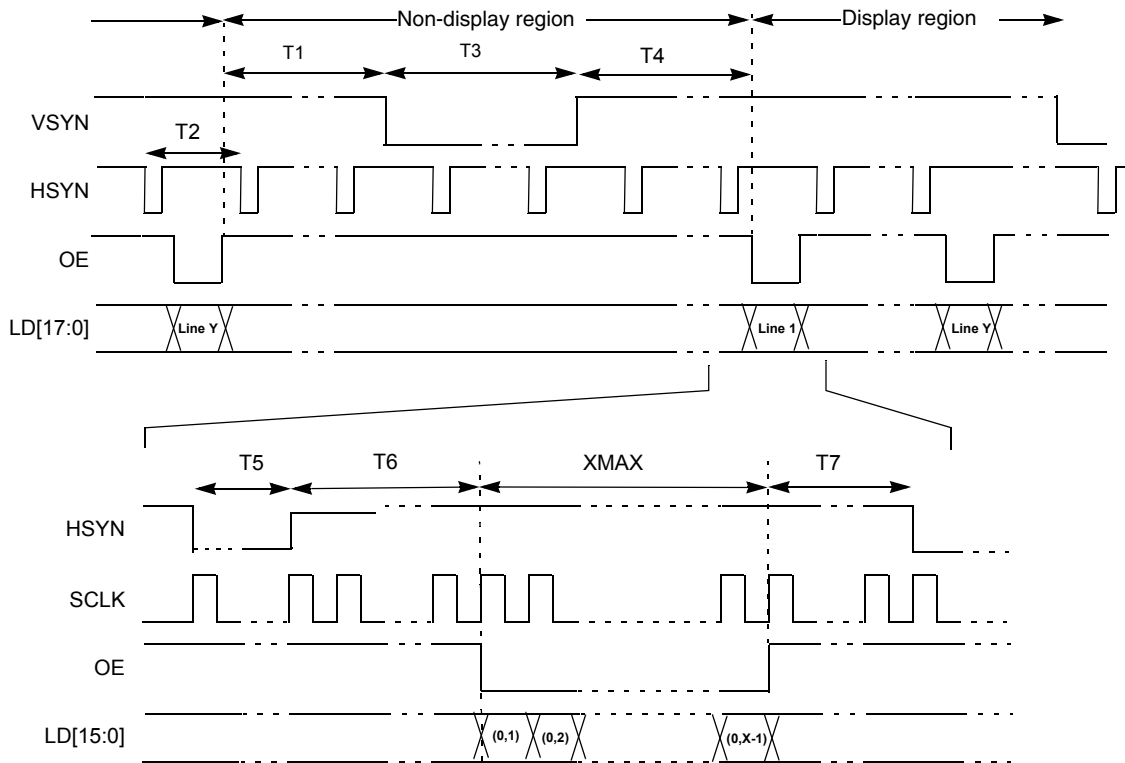 Non-display region
Display region
T1
T3
T4
VSYN
T2
HSYN
OE
LD[17:0]
Line Y
Line 1
Line Y
T5
T6
XMAX
T7
HSYN
SCLK
OE
LD[15:0]
(0,1)
(0,2)
(0,X-1)